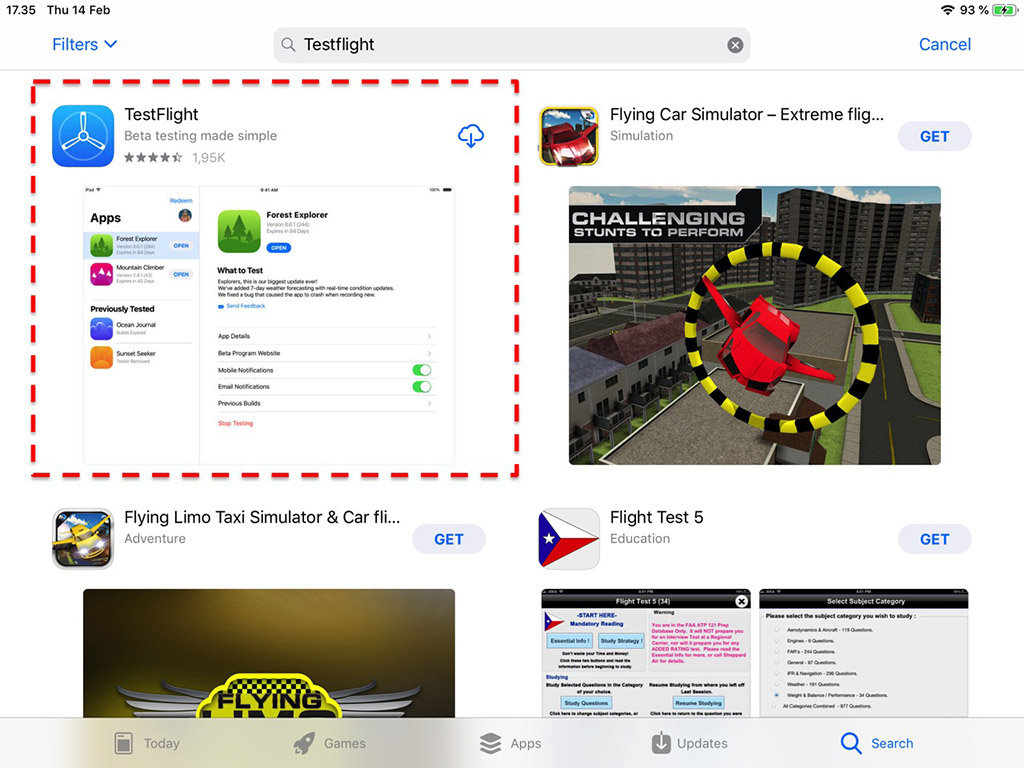 17.35 Thu 14 Feb
93 %
Filters
Testflight
Cancel
TestFlight
Beta testing made simple
1,95K
iPad
9:41 AM
100%
Redeem
Apps
Forest Explorer
Version 6.6.1 (244)
Expires in 84 Days
OPEN
Mountain Climber
Version 2.4.1 (43)
Expires in 45 Days
OPEN
Previously Tested
Ocean Journal
Builds Expired
Sunset Seeker
Tester Removed
Forest Explorer
Version 6.6.1 (244)
Expires in 84 Days
OPEN
What to Test
Explorers, this is our biggest update ever!
We've added 7-day weather forecasting with real-time condition updates.
We fixed a bug that caused the app to crash when recording new.
Send Feedback
App Details
Beta Program Website
Mobile Notifications
Email Notifications
Previous Builds
Stop Testing
Flying Car Simulator – Extreme flig...
Simulation
GET
CHALLENGING
STUNTS TO PERFORM
Flying Limo Taxi Simulator & Car fli...
Adventure
GET
FLYING
LIMO
Flight Test 5
Education
GET
Flight Test 5 (34)
-START HERE-
Mandatory Reading
Essential Info !
Study Strategy !
Don't waste your Time and Money!
Click these two buttons and read the
information before beginning to study.
Warning
You are in the FAA ATP 121 Prep
Database Only. It will NOT prepare you
for an Interview Test at a Regional
Carrier, nor will it prepare you for any
ADDED RATING test. Please read the
Essential Info for more, or call Sheppard
Air for details.
Studying
Study Selected Questions in the Category
of your choice.
Study Questions
Click here to change subject categories, or
Resume Studying from where you left
off Last Session.
Resume Studying
Click here to return to the question you were
Select Subject Category
Please select the subject category you wish to study :
Aerodynamics & Aircraft - 119 Questions.
Engines - 6 Questions.
FAR's - 244 Questions.
General - 87 Questions.
IFR & Navigation - 296 Questions.
Weather - 191 Questions.
Weight & Balance / Performance - 34 Questions.
All Categories Combined - 977 Questions.
Today
Games
Apps
Updates
Search